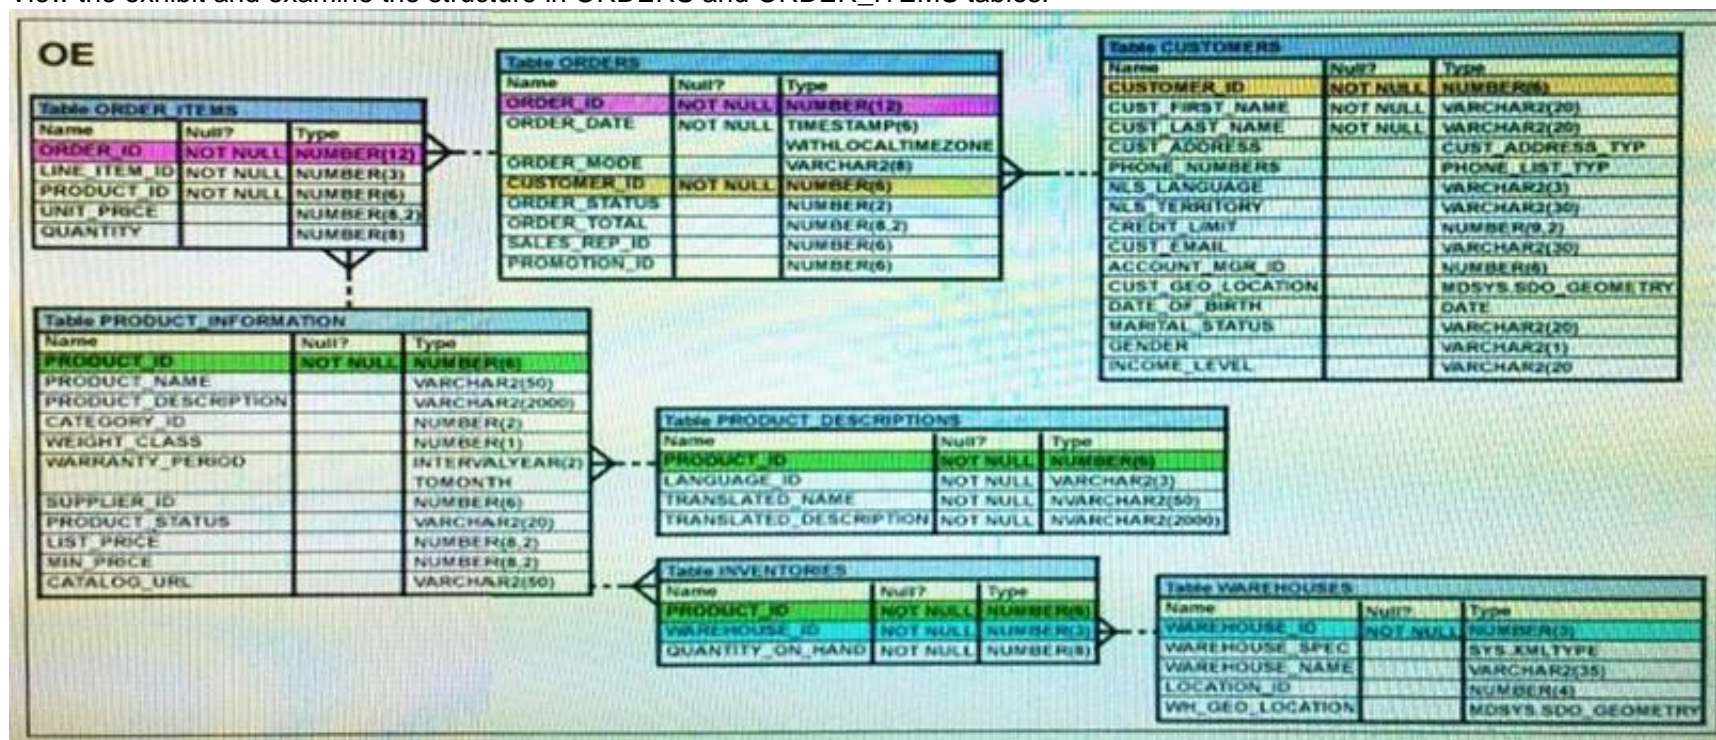 View the exhibit and examine the structure in ORDERS and ORDER_ITEMS tables.
OE
Table ORDER_ITEMS
Name Null? Type
ORDER_ID NOT NULL NUMBER(12)
LINE_ITEM_ID NOT NULL NUMBER(3)
PRODUCT_ID NOT NULL NUMBER(6)
UNIT_PRICE NUMBER(8,2)
QUANTITY NUMBER(8)
Table ORDERS
Name Null? Type
ORDER_ID NOT NULL NUMBER(12)
ORDER_DATE NOT NULL TIMESTAMP(6)
WITHLOCALTIMEZONE
ORDER_MODE VARCHAR2(8)
CUSTOMER_ID NOT NULL NUMBER(6)
ORDER_STATUS NUMBER(2)
ORDER_TOTAL NUMBER(8,2)
SALES_REP_ID NUMBER(6)
PROMOTION_ID NUMBER(6)
Table CUSTOMERS
Name Null? Type
CUSTOMER_ID NOT NULL NUMBER(6)
CUST_FIRST_NAME NOT NULL VARCHAR2(20)
CUST_LAST_NAME NOT NULL VARCHAR2(20)
CUST_ADDRESS CUST_ADDRESS_TYP
PHONE_NUMBERS PHONE_LIST_TYP
NLS_LANGUAGE VARCHAR2(3)
NLS_TERRITORY VARCHAR2(30)
CREDIT_LIMIT NUMBER(9,2)
CUST_EMAIL VARCHAR2(30)
ACCOUNT_MGR_ID NUMBER(6)
CUST_GEO_LOCATION MDSYS.SDO_GEOMETRY
DATE_OF_BIRTH DATE
MARITAL_STATUS VARCHAR2(20)
GENDER VARCHAR2(1)
INCOME_LEVEL VARCHAR2(20
Table PRODUCT_INFORMATION
Name Null? Type
PRODUCT_ID NOT NULL NUMBER(6)
PRODUCT_NAME VARCHAR2(50)
PRODUCT_DESCRIPTION VARCHAR2(2000)
CATEGORY_ID NUMBER(2)
WEIGHT_CLASS NUMBER(1)
WARRANTY_PERIOD INTERVALYEAR(2)
TOMONTH
SUPPLIER_ID NUMBER(6)
PRODUCT_STATUS VARCHAR2(20)
LIST_PRICE NUMBER(8,2)
MIN_PRICE NUMBER(8,2)
CATALOG_URL VARCHAR2(50)
Table PRODUCT_DESCRIPTIONS
Name Null? Type
PRODUCT_ID NOT NULL NUMBER(6)
LANGUAGE_ID NOT NULL VARCHAR2(3)
TRANSLATED_NAME NOT NULL NVARCHAR2(50)
TRANSLATED_DESCRIPTION NOT NULL NVARCHAR2(2000)
Table INVENTORIES
Name Null? Type
PRODUCT_ID NOT NULL NUMBER(6)
WAREHOUSE_ID NOT NULL NUMBER(3)
QUANTITY_ON_HAND NOT NULL NUMBER(8)
Table WAREHOUSES
Name Null? Type
WAREHOUSE_ID NOT NULL NUMBER(3)
WAREHOUSE_SPEC SYS.XMLTYPE
WAREHOUSE_NAME VARCHAR2(35)
LOCATION_ID NUMBER(4)
WH_GEO_LOCATION MDSYS.SDO_GEOMETRY